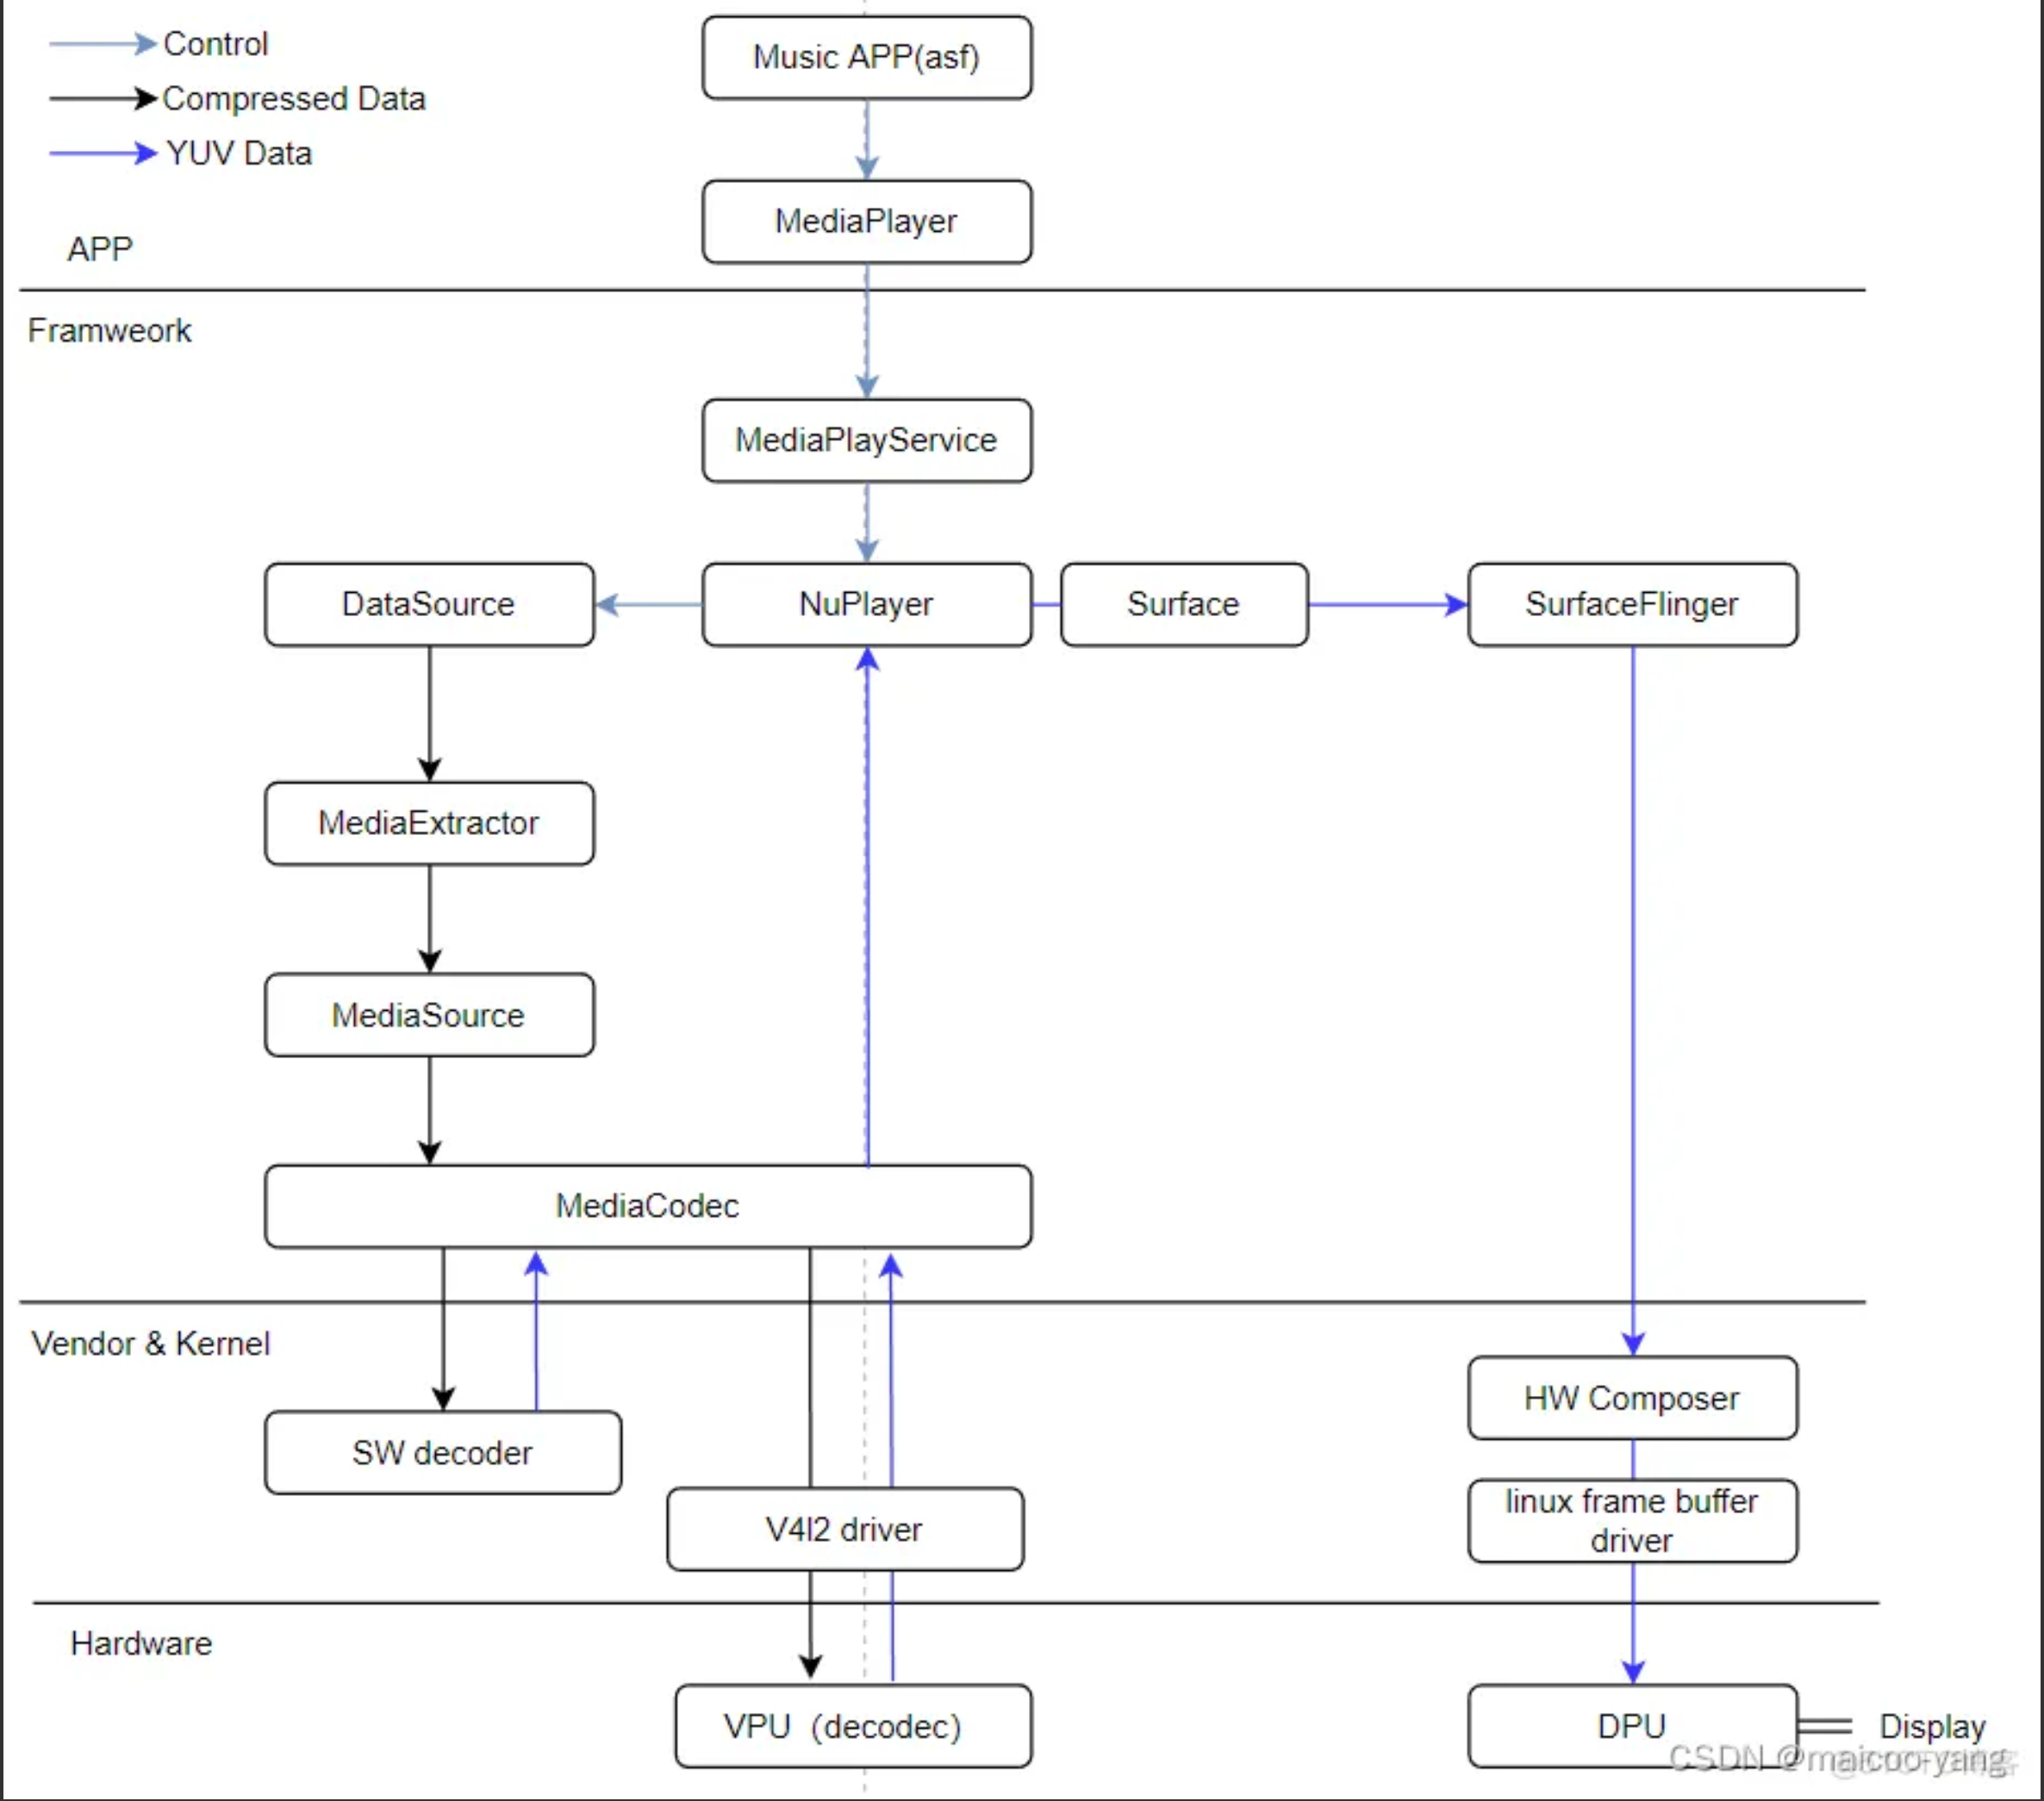 Control
Compressed Data
YUV Data
Music APP(asf)
MediaPlayer
APP
Framweork
MediaPlayService
DataSource
NuPlayer
Surface
SurfaceFlinger
MediaExtractor
MediaSource
MediaCodec
Vendor & Kernel
SW decoder
V4l2 driver
HW Composer
linux frame buffer
driver
Hardware
VPU (decodec)
DPU
Display
CSDN @maicoo-yang